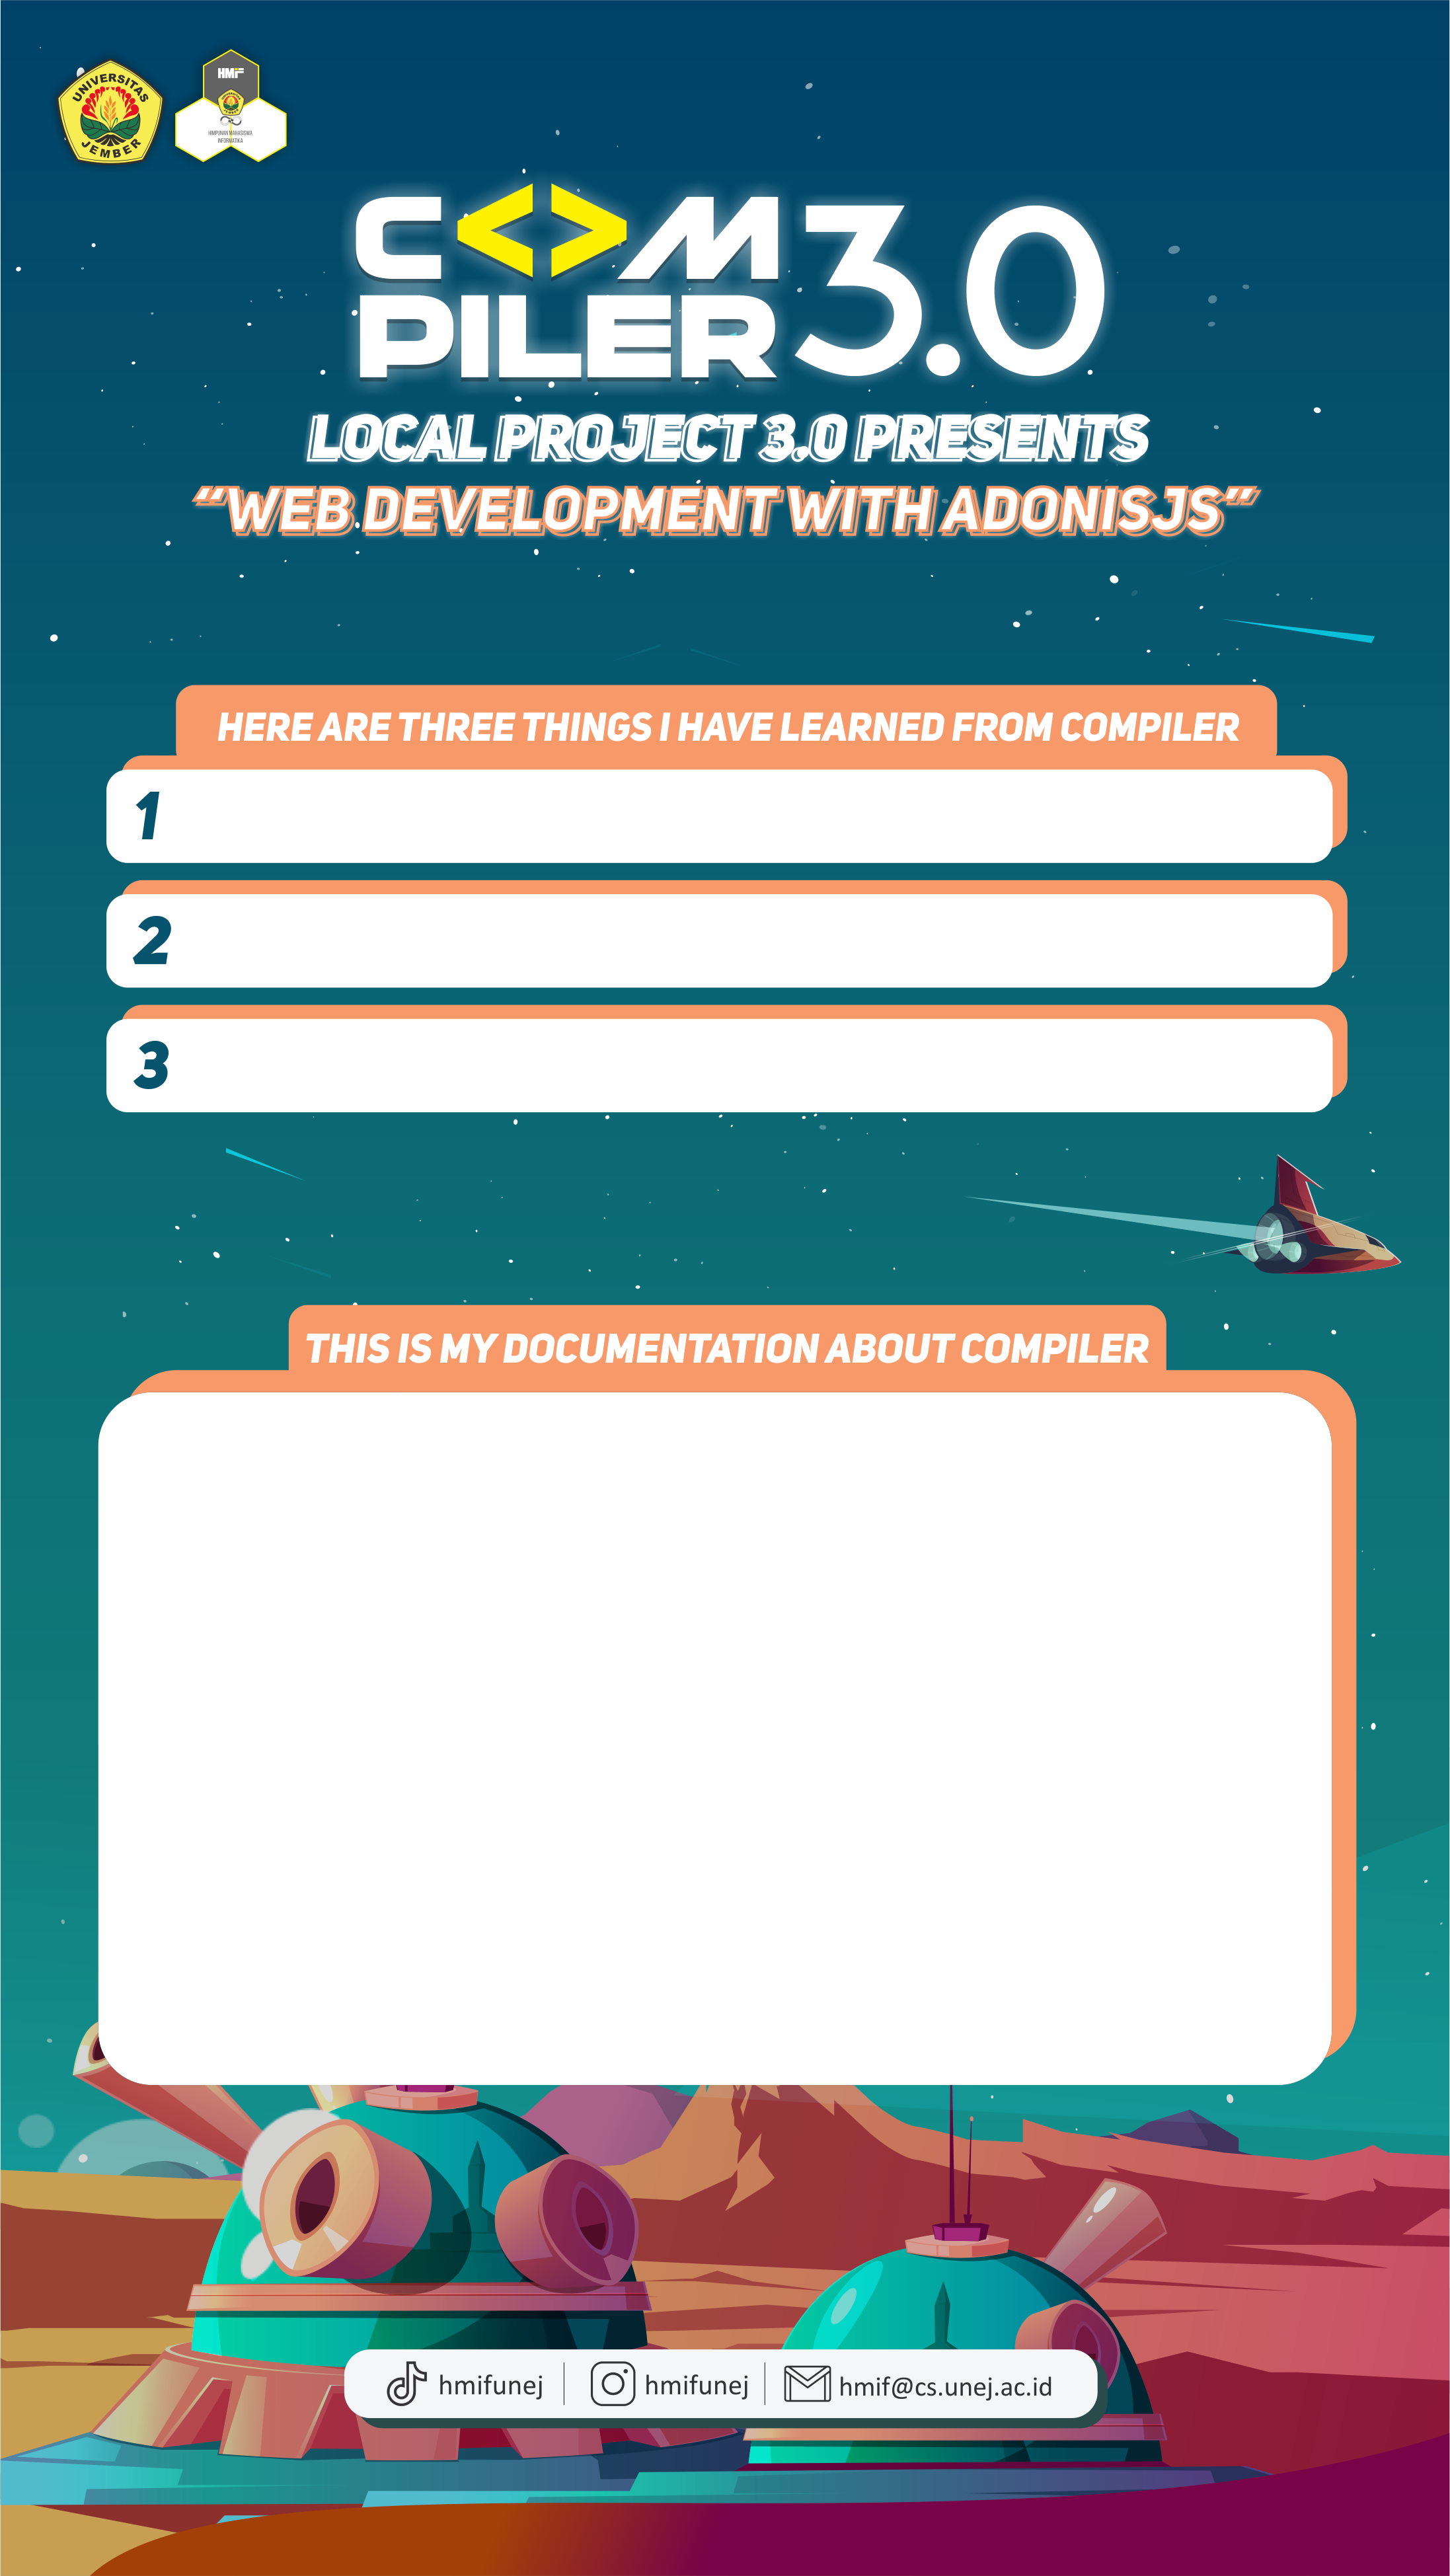 UNIVERSITAS
JEMBER
HMIF
HIMPUNAN MAHASISWA
INFORMATIKA
C<>M
PILER 3.0
LOCAL PROJECT 3.0 PRESENTS
“WEB DEVELOPMENT WITH ADONISJS”
HERE ARE THREE THINGS I HAVE LEARNED FROM COMPILER
1
2
3
THIS IS MY DOCUMENTATION ABOUT COMPILER
hmifunej
hmifunej
hmif@cs.unej.ac.id